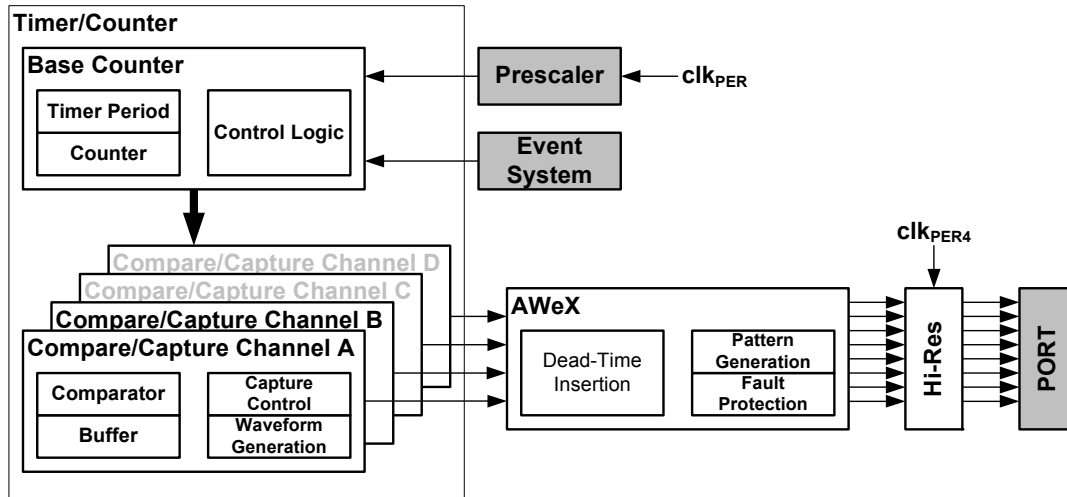 Timer/Counter
Base Counter
Timer Period
Counter
Control Logic
Prescaler
clkPER
Event
System
Compare/Capture Channel D
Compare/Capture Channel C
Compare/Capture Channel B
Compare/Capture Channel A
Comparator
Buffer
Capture
Control
Waveform
Generation
AWeX
Dead-Time
Insertion
Pattern
Generation
Fault
Protection
clkPER4
Hi-Res
PORT